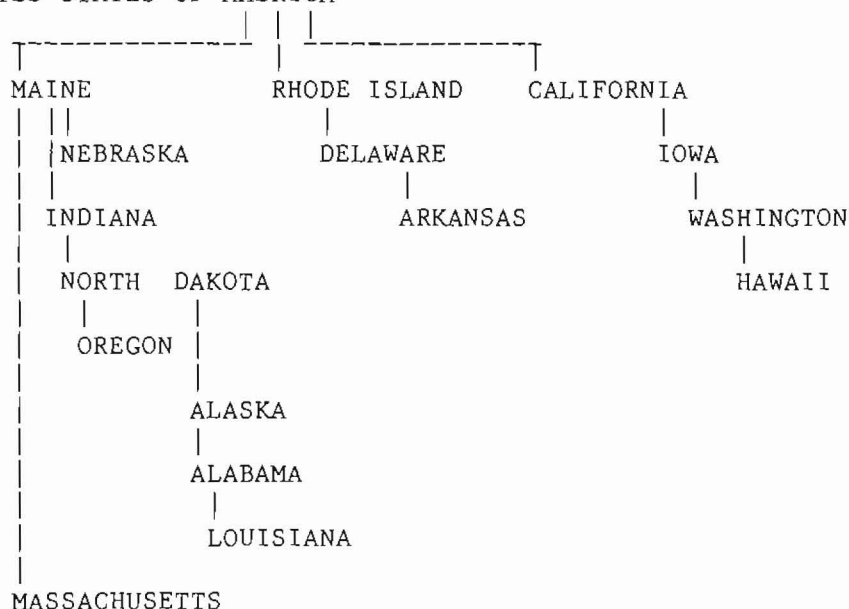 MAINE RHODE ISLAND CALIFORNIA
NEBRASKA DELAWARE IOWA
INDIANA ARKANSAS WASHINGTON
NORTH DAKOTA HAWAII
OREGON
ALASKA
ALABAMA
LOUISIANA
MASSACHUSETTS